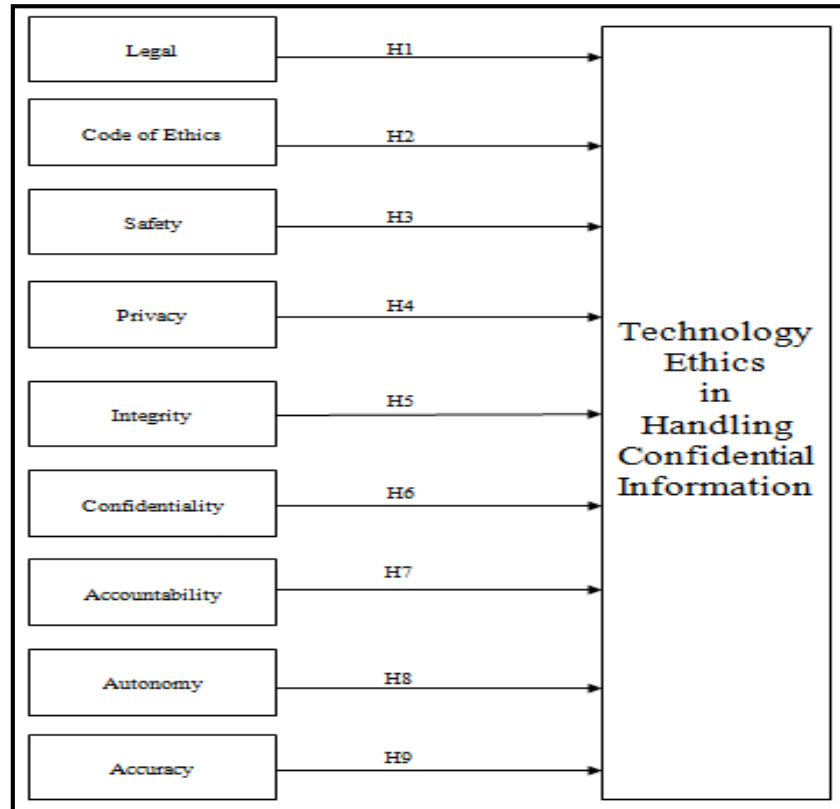 Legal
H1
Code of Ethics
H2
Safety
H3
Privacy
H4
Integrity
H5
Confidentiality
H6
Accountability
H7
Autonomy
H8
Accuracy
H9
Technology
Ethics
in
Handling
Confidential
Information